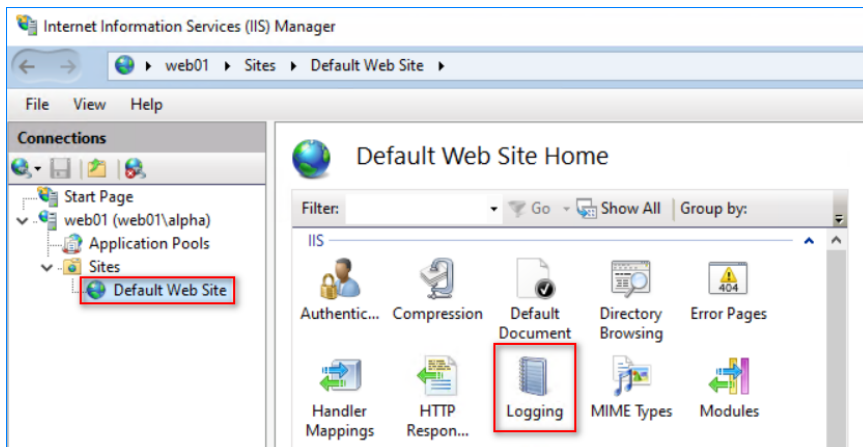 Internet Information Services (IIS) Manager
web01 Sites Default Web Site
File View Help
Connections
Start Page
web01 (web01\alpha)
Application Pools
Sites
Default Web Site
Default Web Site Home
Filter: Go Show All Group by:
IIS
Authentic... Compression Default Document Directory Browsing Error Pages
404
Handler Mappings HTTP Respon... Logging MIME Types Modules